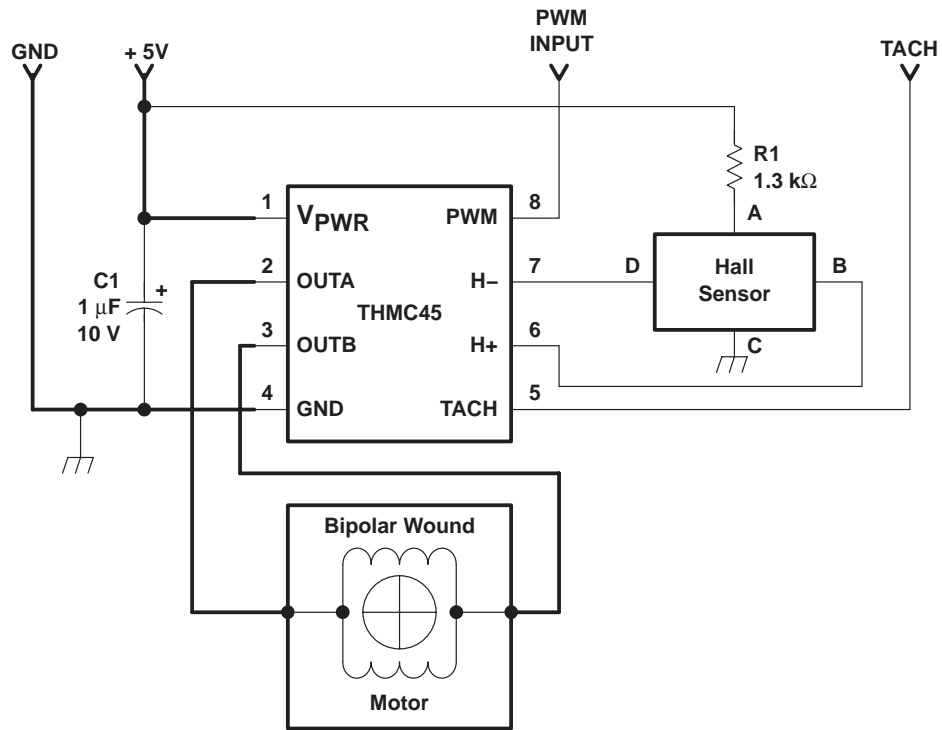 PWM
INPUT
GND
+ 5V
TACH
R1
1.3 kΩ
A
1
VPWR
PWM
8
D
Hall
Sensor
B
2
OUTA
H–
7
C1
1 µF
10 V
+
THMC45
3
OUTB
H+
6
C
4
GND
TACH
5
Bipolar Wound
Motor